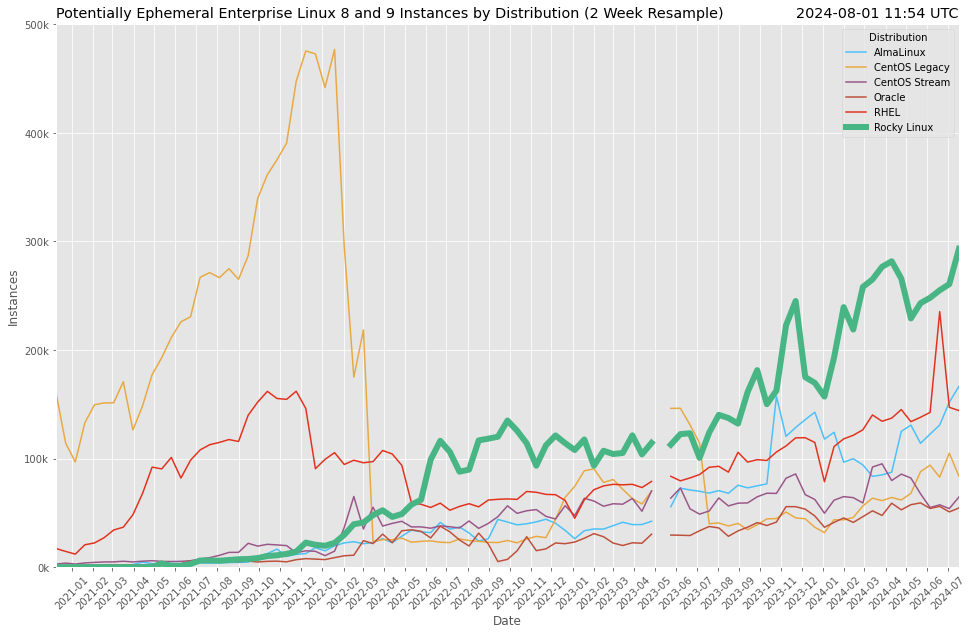 Potentially Ephemeral Enterprise Linux 8 and 9 Instances by Distribution (2 Week Resample) 2024-08-01 11:54 UTC
500k
400k
300k
200k
100k
0k
Instances
Distribution
AlmaLinux
CentOS Legacy
CentOS Stream
Oracle
RHEL
Rocky Linux
2021-01 2021-02 2021-03 2021-04 2021-05 2021-06 2021-07 2021-08 2021-09 2021-10 2021-11 2021-12 2022-01 2022-02 2022-03 2022-04 2022-05 2022-06 2022-07 2022-08 2022-09 2022-10 2022-11 2022-12 2023-01 2023-02 2023-03 2023-04 2023-05 2023-06 2023-07 2023-08 2023-09 2023-10 2023-11 2023-12 2024-01 2024-02 2024-03 2024-04 2024-05 2024-06 2024-07
Date